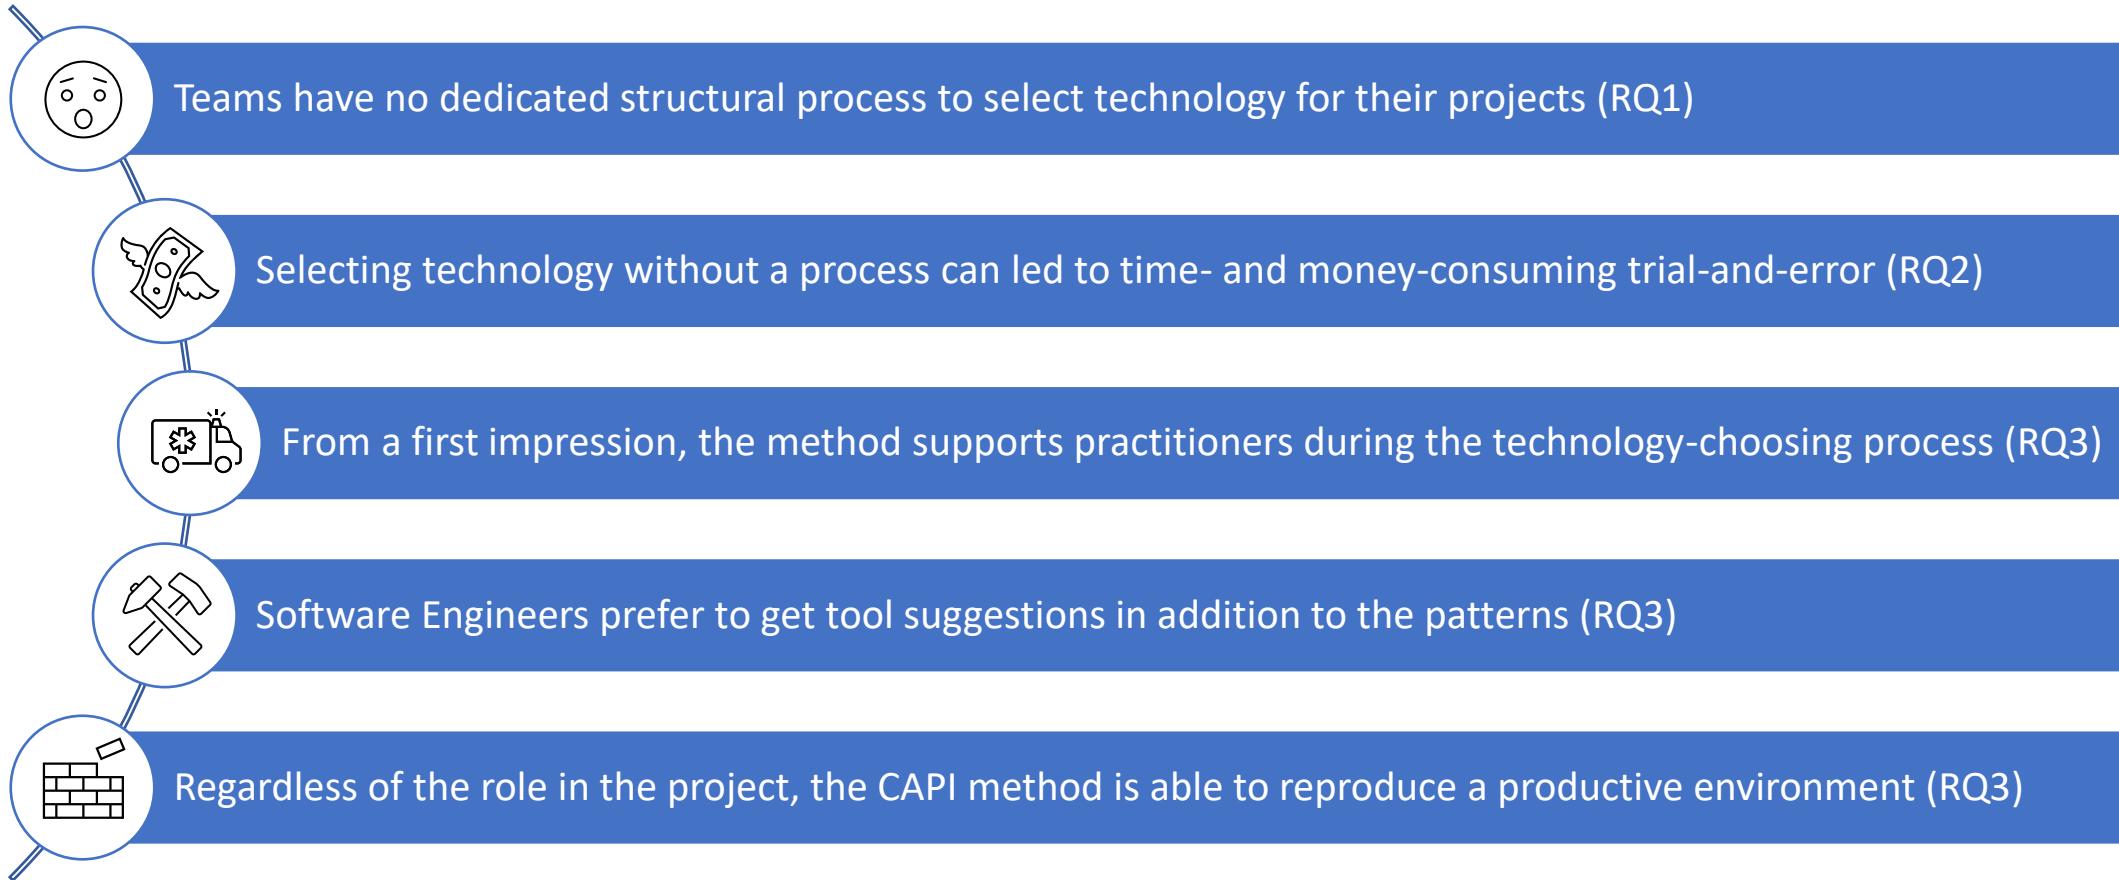 Teams have no dedicated structural process to select technology for their projects (RQ1)
Selecting technology without a process can led to time- and money-consuming trial-and-error (RQ2)
From a first impression, the method supports practitioners during the technology-choosing process (RQ3)
Software Engineers prefer to get tool suggestions in addition to the patterns (RQ3)
Regardless of the role in the project, the CAPI method is able to reproduce a productive environment (RQ3)